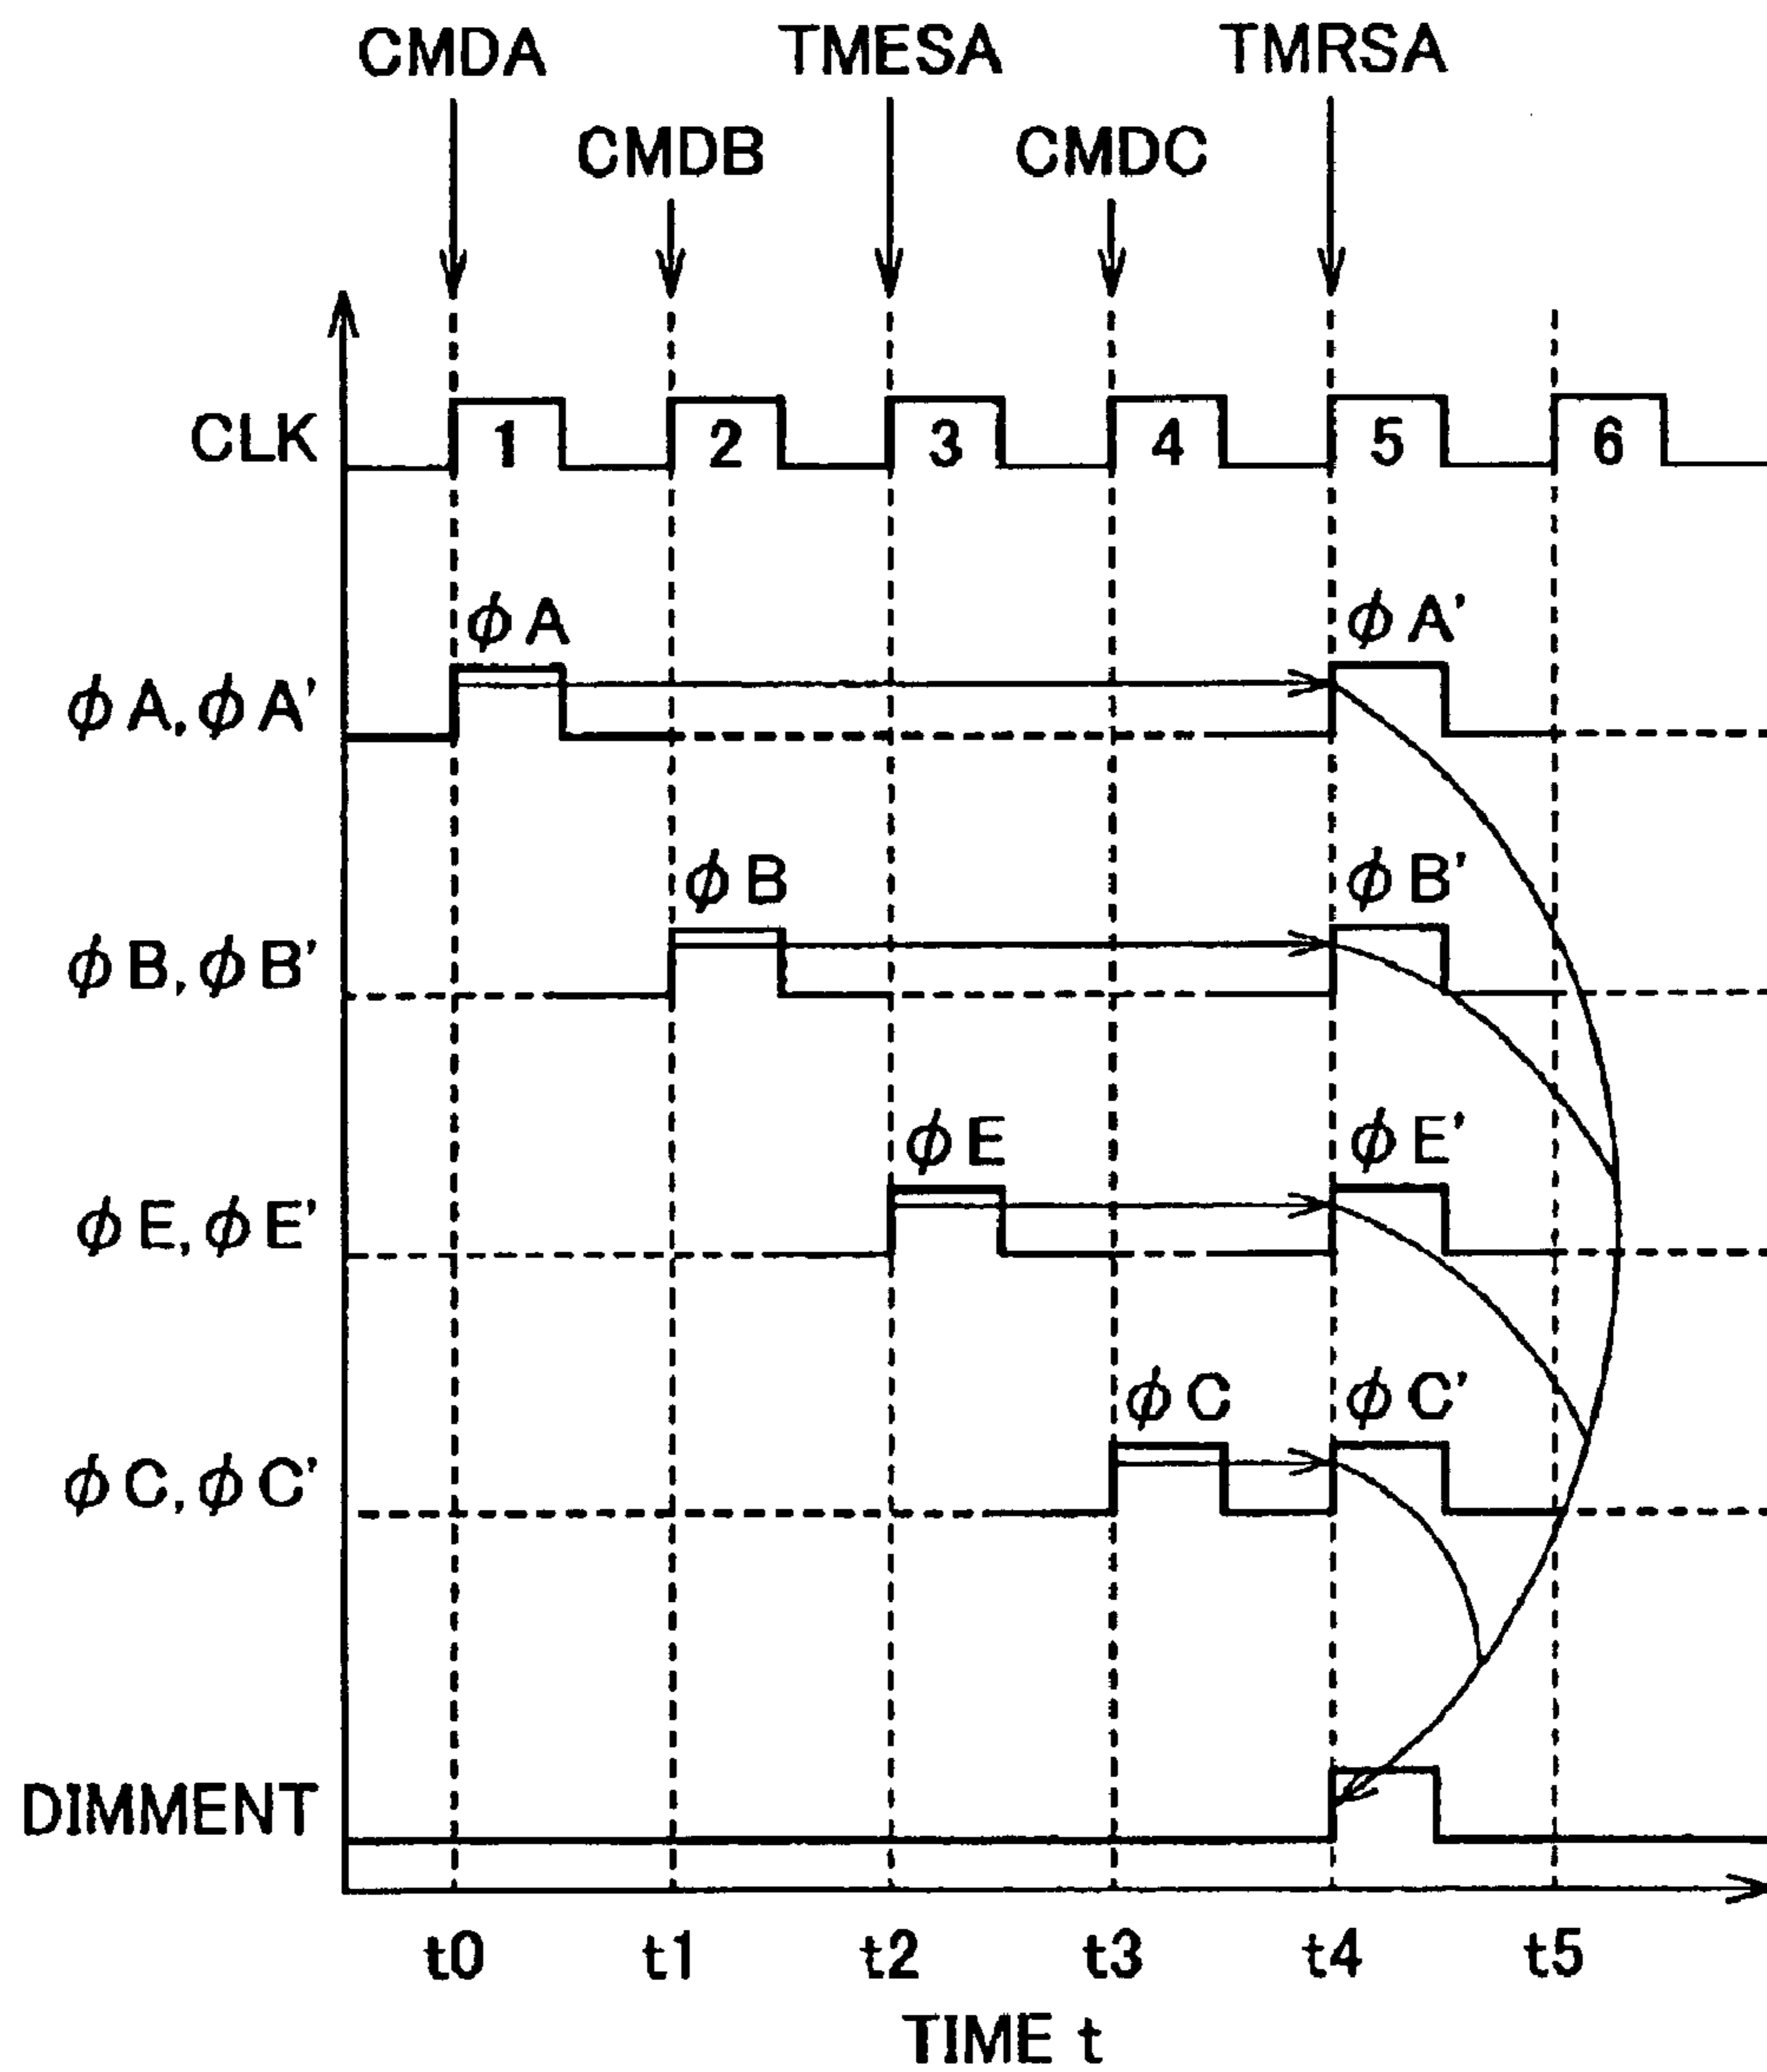 CMDA TMESA TMRSA
CMDB CMDC
CLK 1 2 3 4 5 6
ϕA ϕA'
ϕA,ϕA'
ϕB ϕB'
ϕB,ϕB'
ϕE ϕE'
ϕE,ϕE'
ϕC ϕC'
ϕC,ϕC'
DIMMENT
t0 t1 t2 t3 t4 t5
TIME t